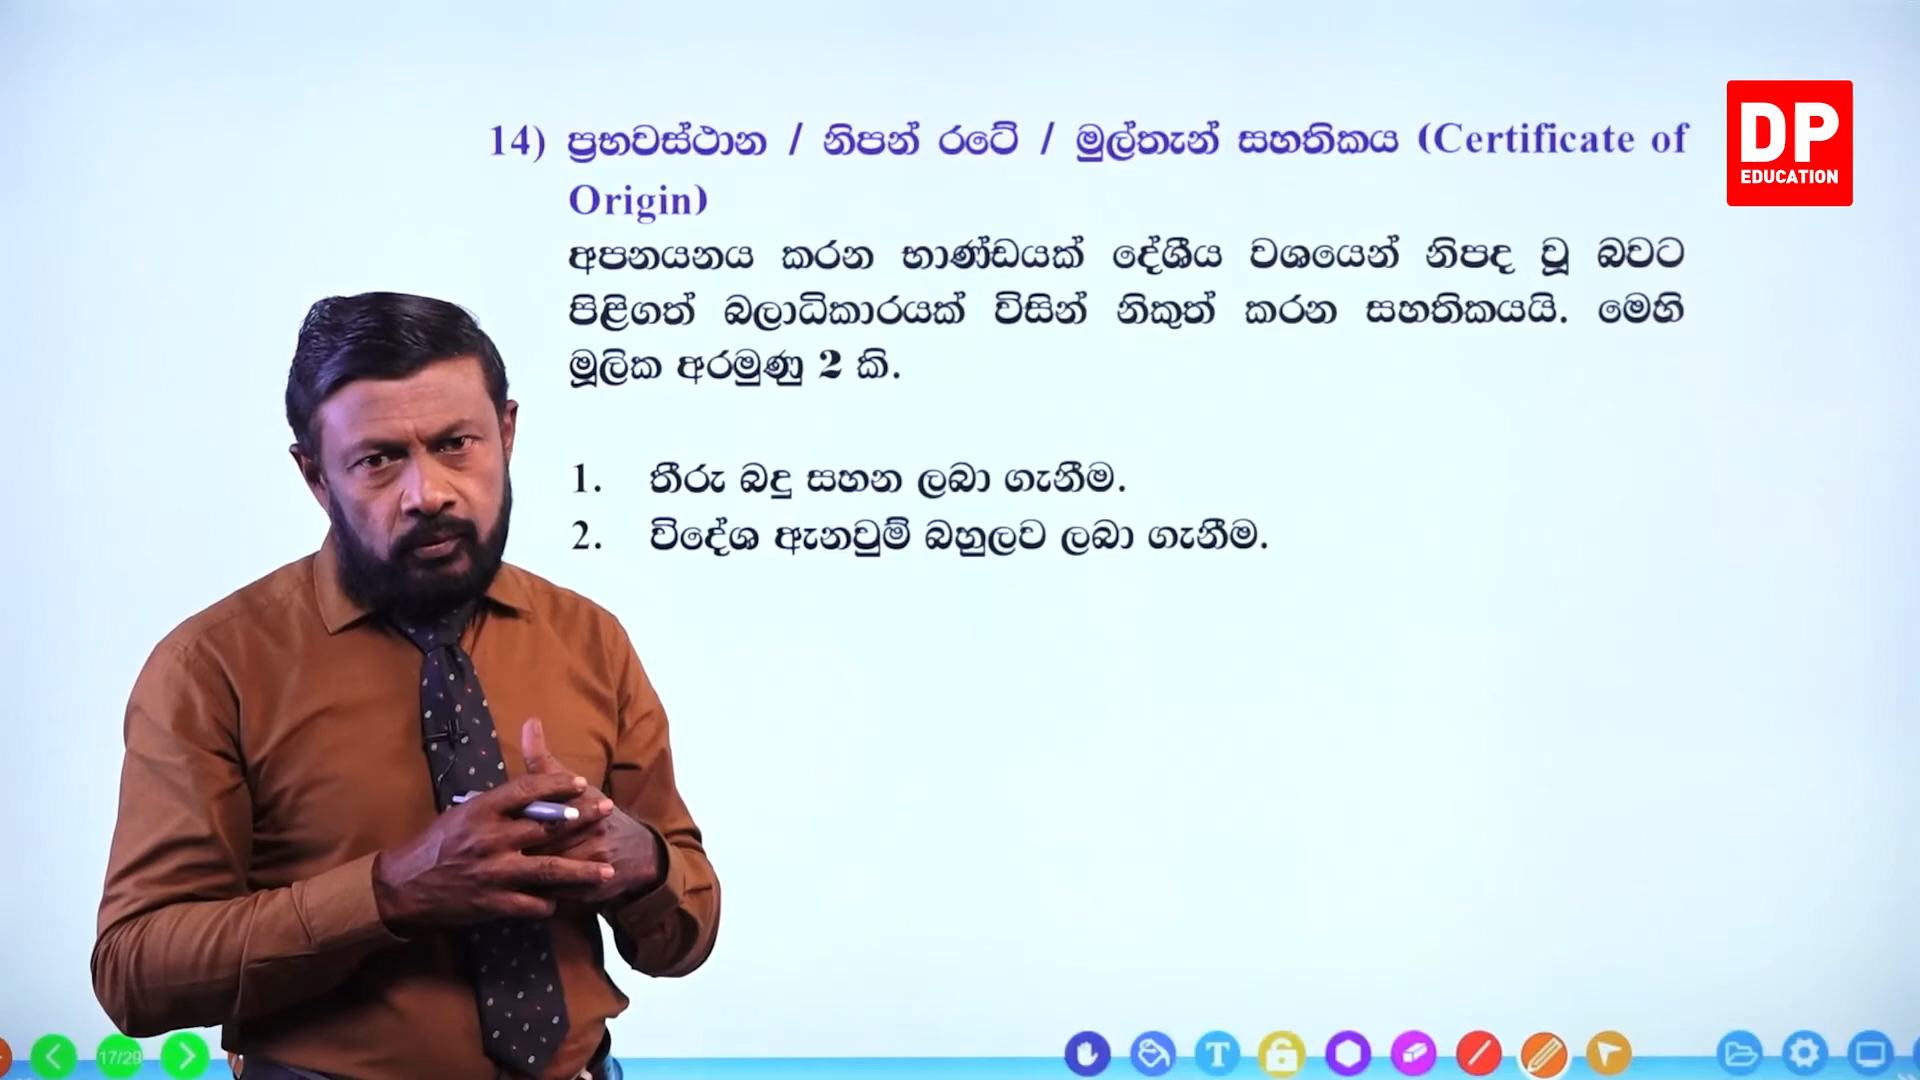 DP
EDUCATION
14) ප්‍රභවස්ථාන / නිපන් රටේ / මුල්තැන් සහතිකය (Certificate of
Origin)
අපනයනය කරන භාණ්ඩයක් දේශීය වශයෙන් නිපද වූ බවට
පිළිගත් බලාධිකාරයක් විසින් නිකුත් කරන සහතිකයයි. මෙහි
මූලික අරමුණු 2 කි.
1. තීරු බදු සහන ලබා ගැනීම.
2. විදේශ ඇනවුම් බහුලව ලබා ගැනීම.
17/29
T